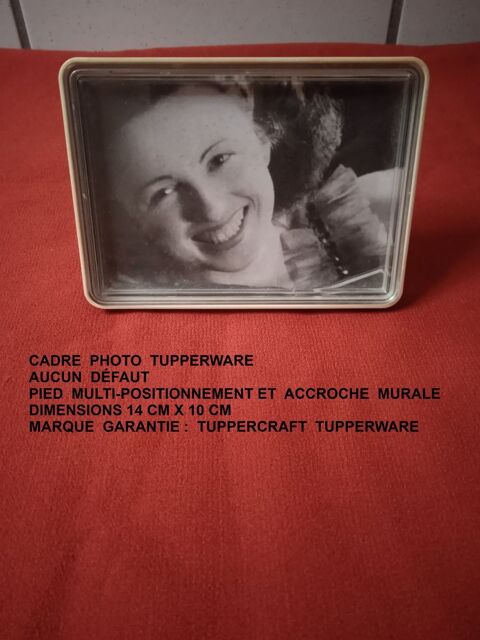 CADRE PHOTO TUPPERWARE
AUCUN DÉFAUT
PIED MULTI-POSITIONNEMENT ET ACCROCHE MURALE
DIMENSIONS 14 CM X 10 CM
MARQUE GARANTIE : TUPPERCRAFT TUPPERWARE